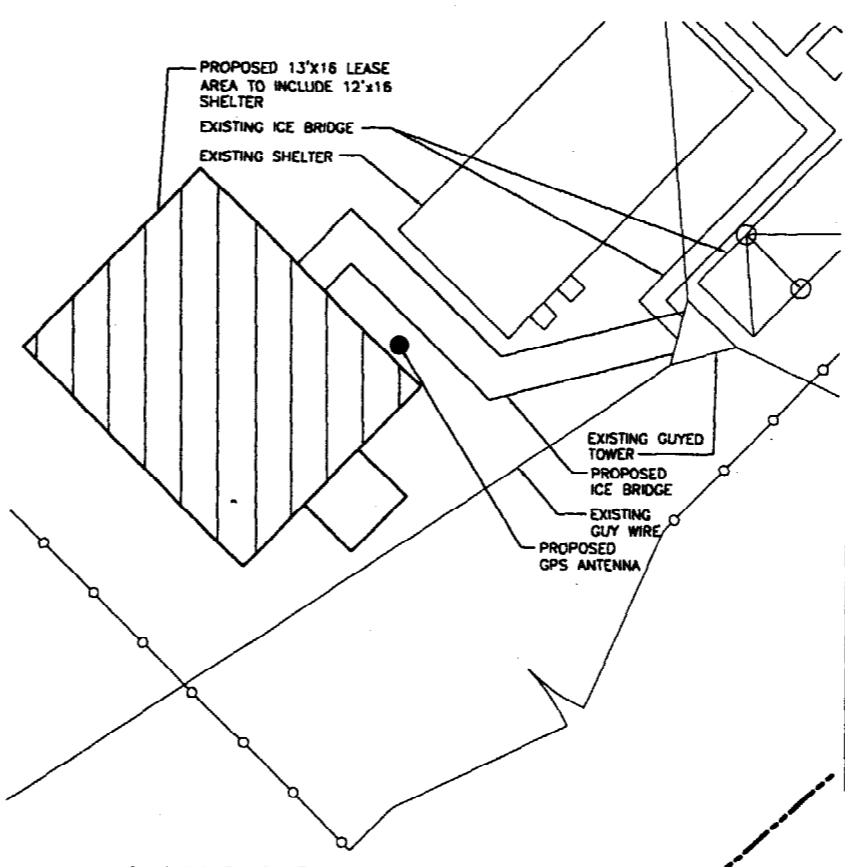 PROPOSED 13'X16 LEASE
AREA TO INCLUDE 12'x16
SHELTER
EXISTING ICE BRIDGE
EXISTING SHELTER
EXISTING GUYED
TOWER
PROPOSED
ICE BRIDGE
EXISTING
GUY WIRE
PROPOSED
GPS ANTENNA